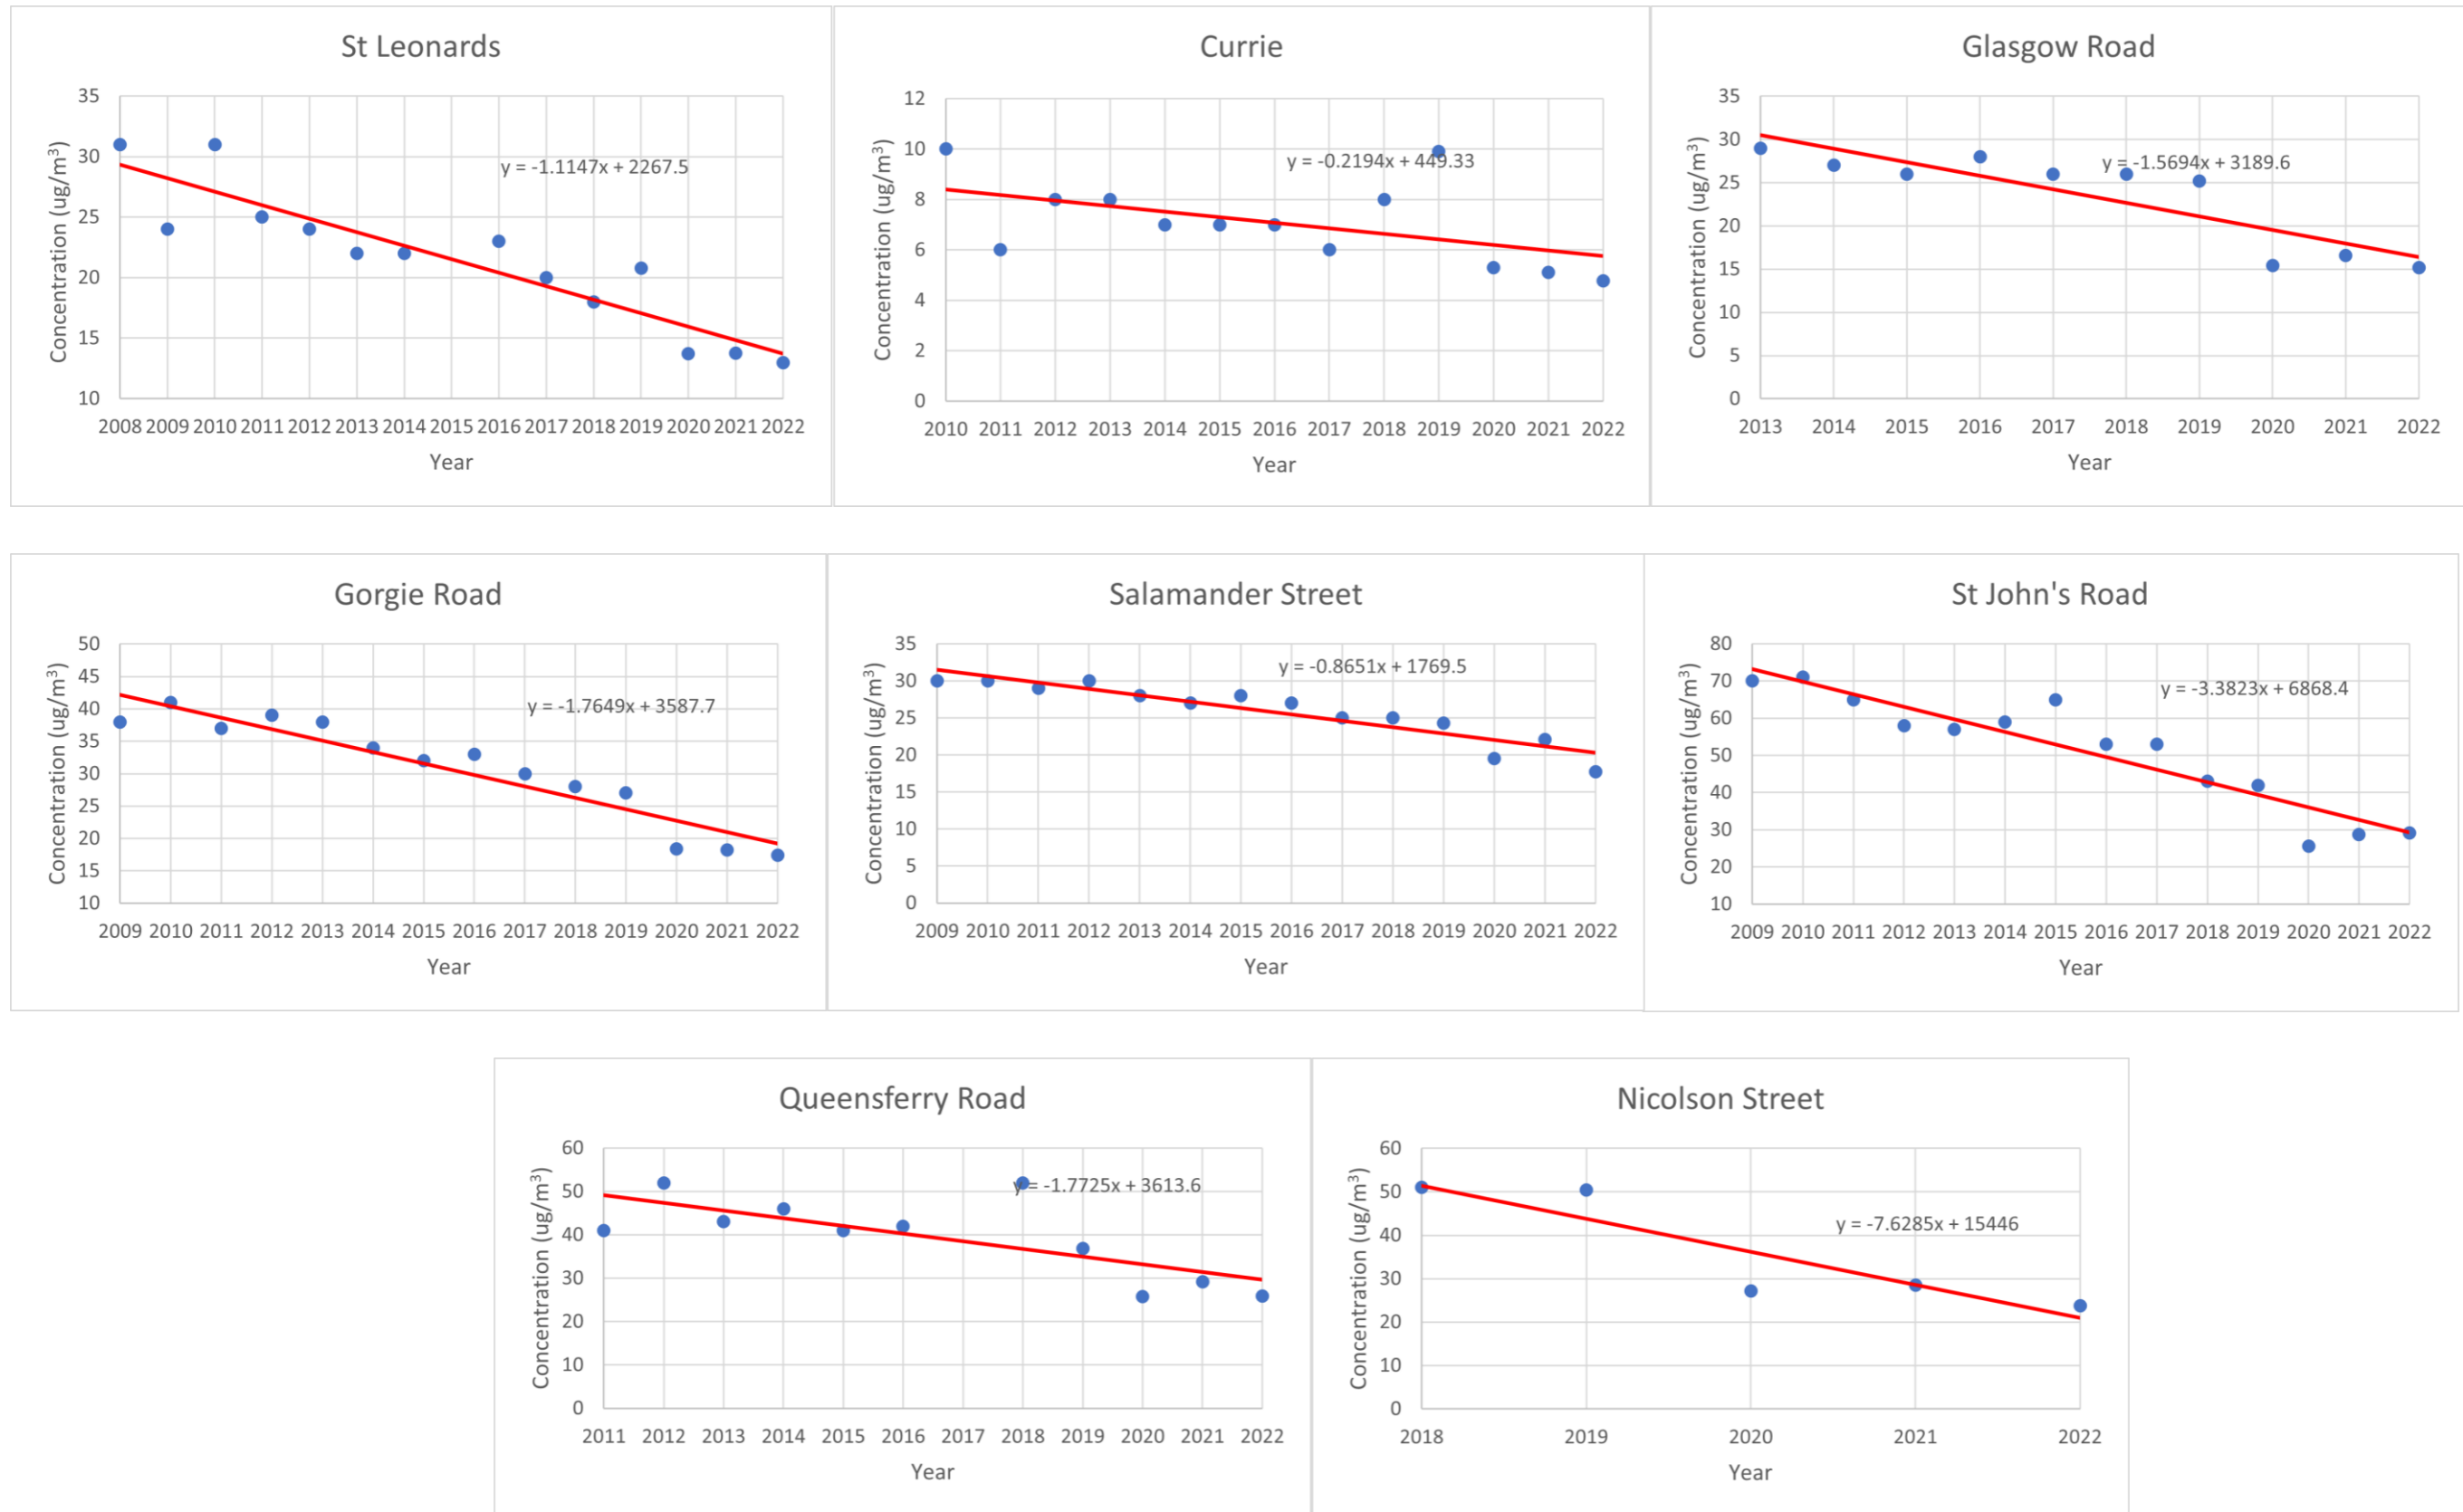 St Leonards
35
30
25
20
15
10
Concentration (ug/m³)
y = -1.1147x + 2267.5
2008 2009 2010 2011 2012 2013 2014 2015 2016 2017 2018 2019 2020 2021 2022
Year
Currie
12
10
8
6
4
2
0
Concentration (ug/m³)
y = -0.2194x + 449.33
2010 2011 2012 2013 2014 2015 2016 2017 2018 2019 2020 2021 2022
Year
Glasgow Road
35
30
25
20
15
10
5
0
Concentration (ug/m³)
y = -1.5694x + 3189.6
2013 2014 2015 2016 2017 2018 2019 2020 2021 2022
Year
Gorgie Road
50
45
40
35
30
25
20
15
10
Concentration (ug/m³)
y = -1.7649x + 3587.7
2009 2010 2011 2012 2013 2014 2015 2016 2017 2018 2019 2020 2021 2022
Year
Salamander Street
35
30
25
20
15
10
5
0
Concentration (ug/m³)
y = -0.8651x + 1769.5
2009 2010 2011 2012 2013 2014 2015 2016 2017 2018 2019 2020 2021 2022
Year
St John's Road
80
70
60
50
40
30
20
10
Concentration (ug/m³)
y = -3.3823x + 6868.4
2009 2010 2011 2012 2013 2014 2015 2016 2017 2018 2019 2020 2021 2022
Year
Queensferry Road
60
50
40
30
20
10
0
Concentration (ug/m³)
y = -1.7725x + 3613.6
2011 2012 2013 2014 2015 2016 2017 2018 2019 2020 2021 2022
Year
Nicolson Street
60
50
40
30
20
10
0
Concentration (ug/m³)
y = -7.6285x + 15446
2018 2019 2020 2021 2022
Year